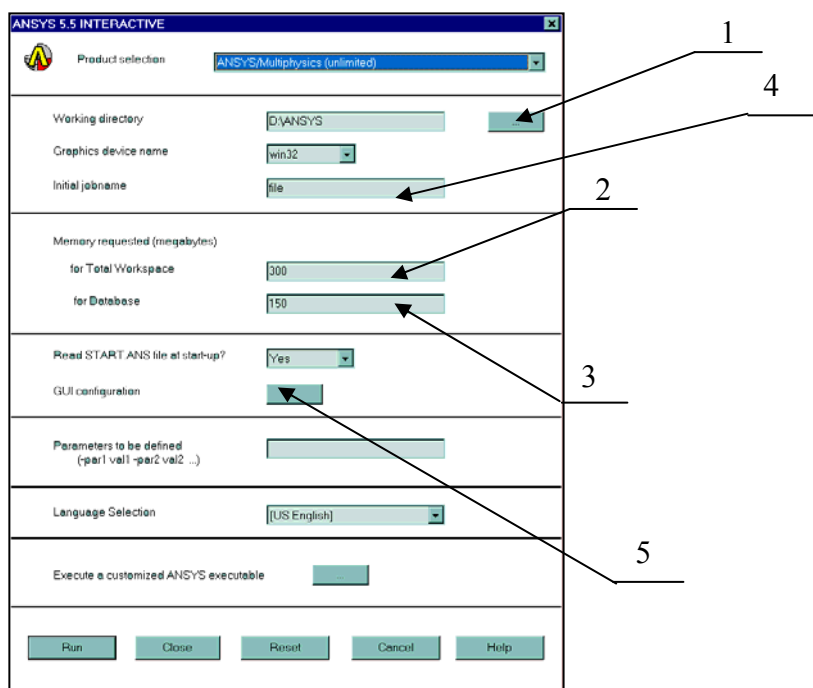 ANSYS 5.5 INTERACTIVE
Product selection ANSYS/Multiphysics (unlimited)
1
4
Working directory D:\ANSYS ...
Graphics device name win32
Initial jobname file
2
Memory requested (megabytes)
for Total Workspace 300
for Database 150
Read START ANS file at start-up? Yes
3
GUI configuration
Parameters to be defined
(-par1 val1 -par2 val2 ...)
Language Selection [US English]
5
Execute a customized ANSYS executable ...
Run Close Reset Cancel Help